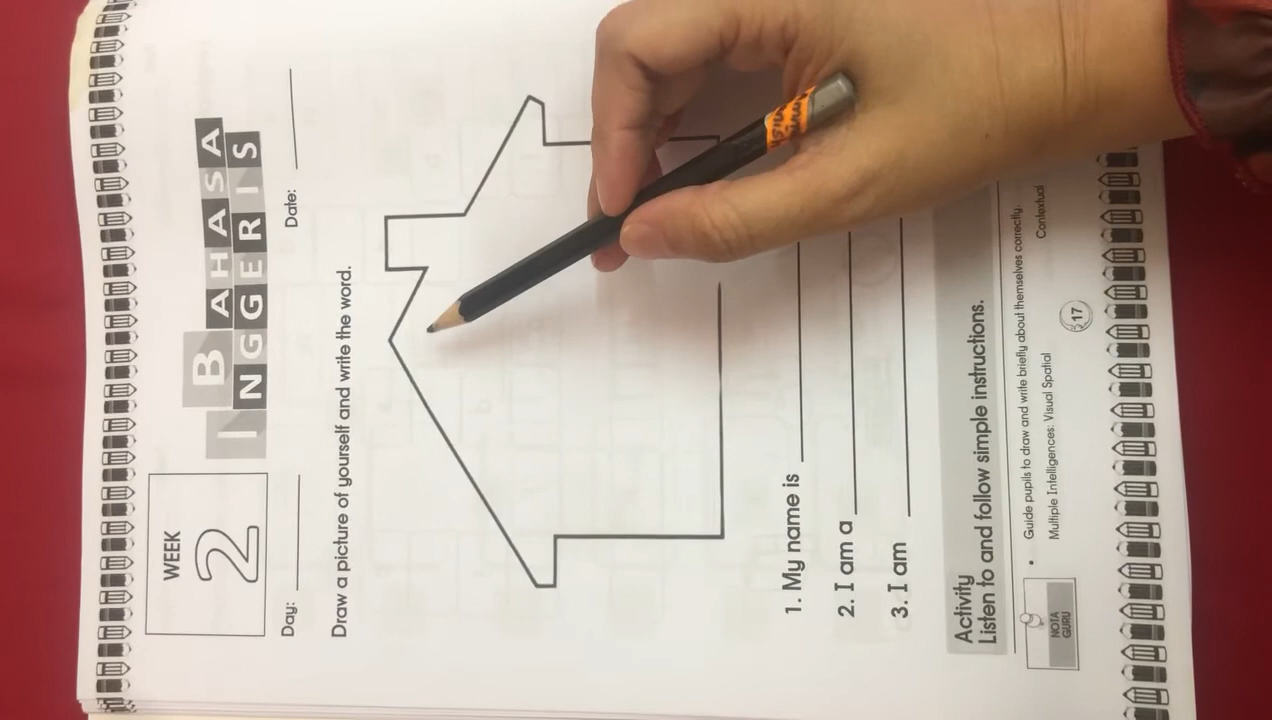 WEEK
2
BAHASA
INGGERIS
Day:
Date:
Draw a picture of yourself and write the word.
1. My name is
2. I am a
3. I am
Activity
Listen to and follow simple instructions.
NOTA
GURU
• Guide pupils to draw and write briefly about themselves correctly.
Multiple Intelligences: Visual Spatial
Contextual
17